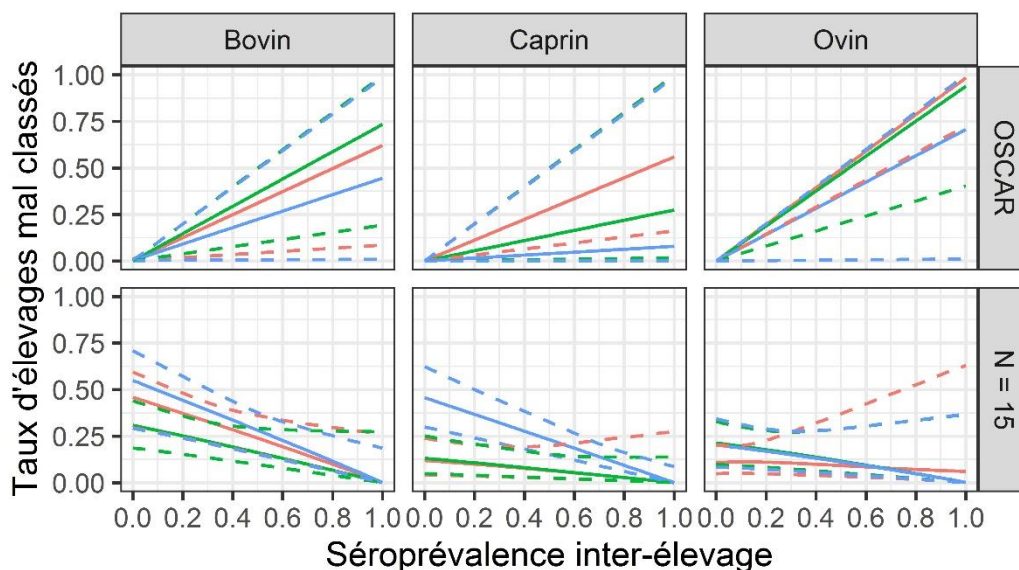 Bovin Caprin Ovin
Taux d'élevages mal classés
1.00
0.75
0.50
0.25
0.00
OSCAR
1.00
0.75
0.50
0.25
0.00
N = 15
0.0 0.2 0.4 0.6 0.8 1.0 0.0 0.2 0.4 0.6 0.8 1.0 0.0 0.2 0.4 0.6 0.8 1.0
Séroprévalence inter-élevage